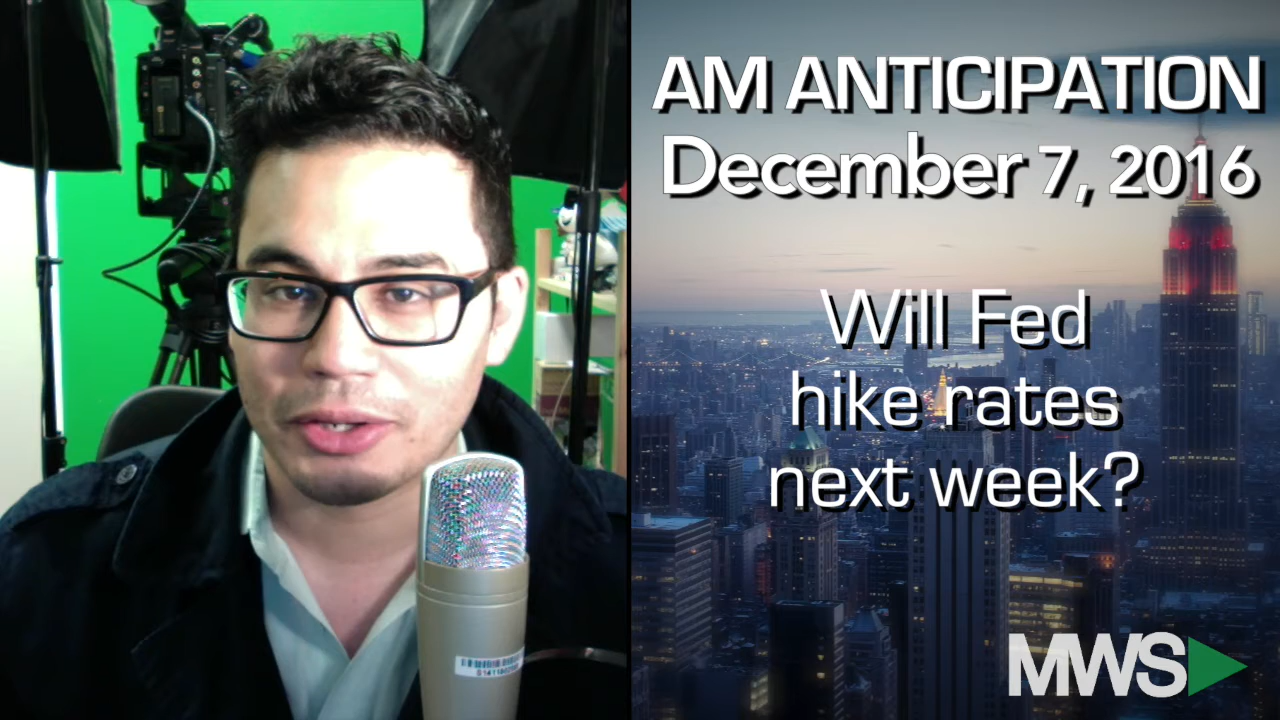 AM ANTICIPATION
December 7, 2016
Will Fed
hike rates
next week?
MWS